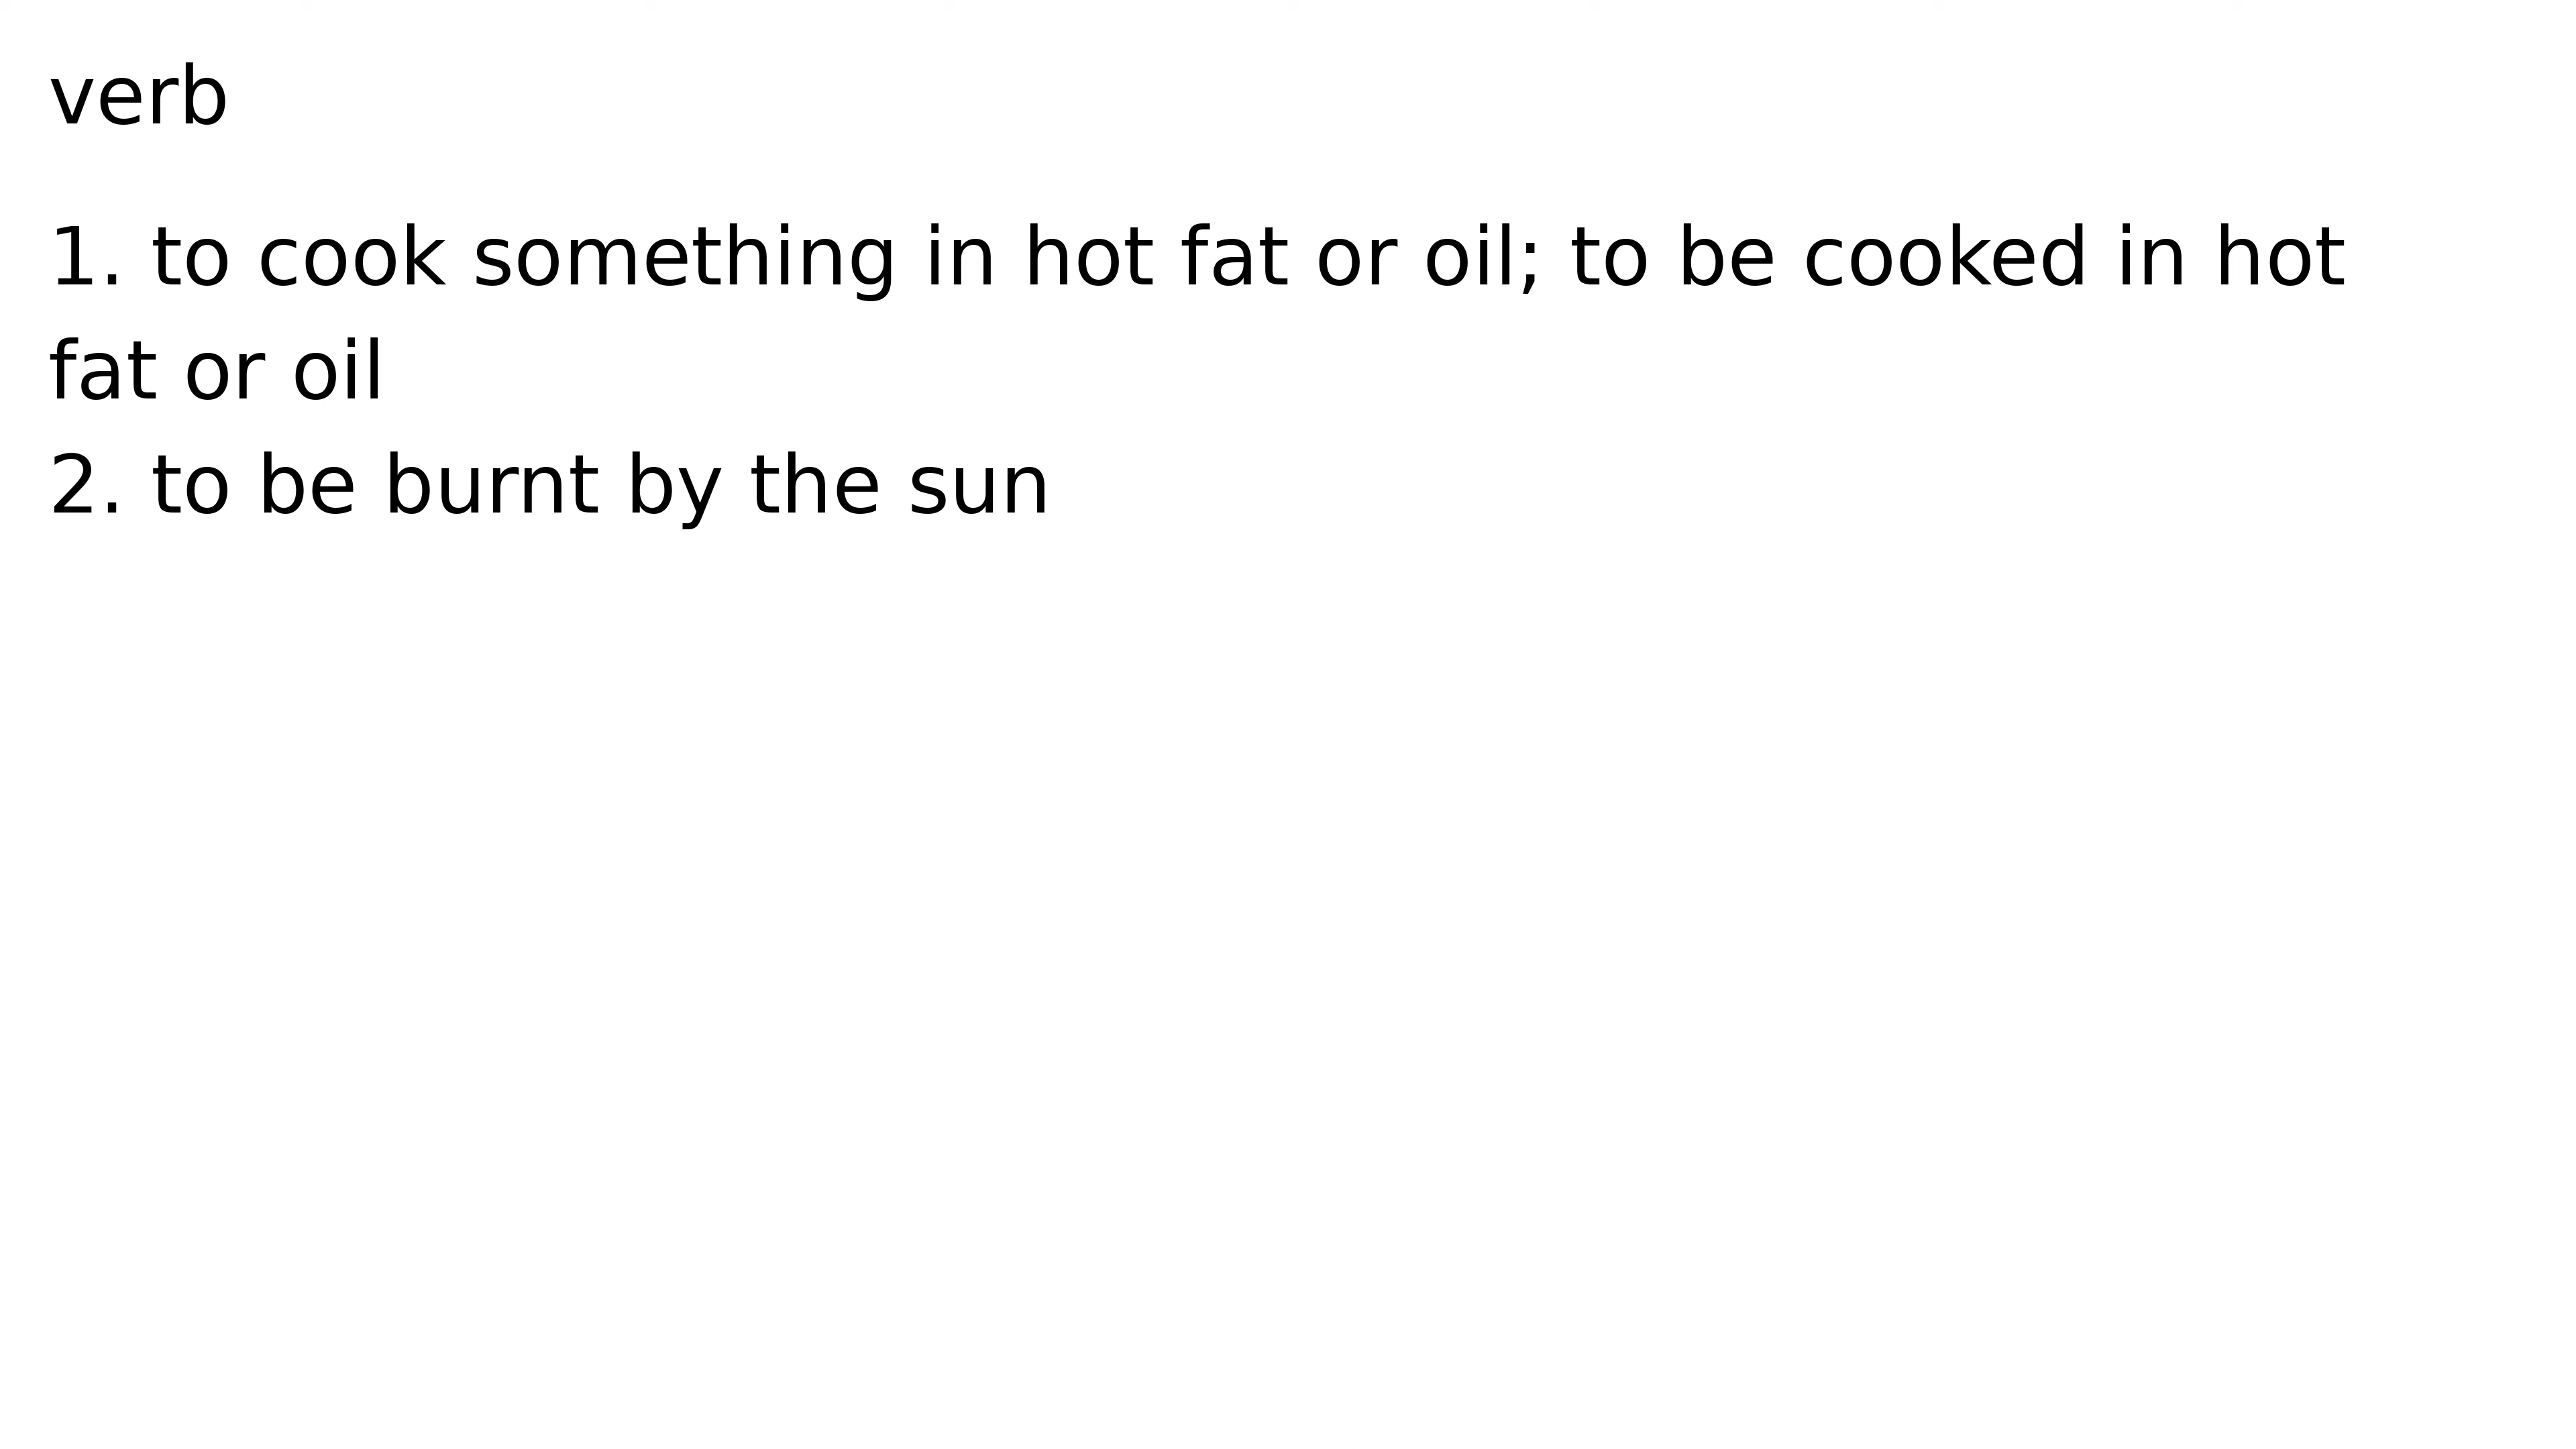 verb
1. to cook something in hot fat or oil; to be cooked in hot
fat or oil
2. to be burnt by the sun